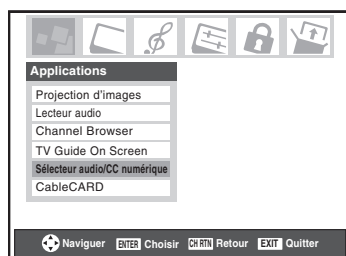 Applications
Projection d'images
Lecteur audio
Channel Browser
TV Guide On Screen
Sélecteur audio/CC numérique
CableCARD
Naviguer ENTER Choisir CH RTN Retour EXIT Quitter